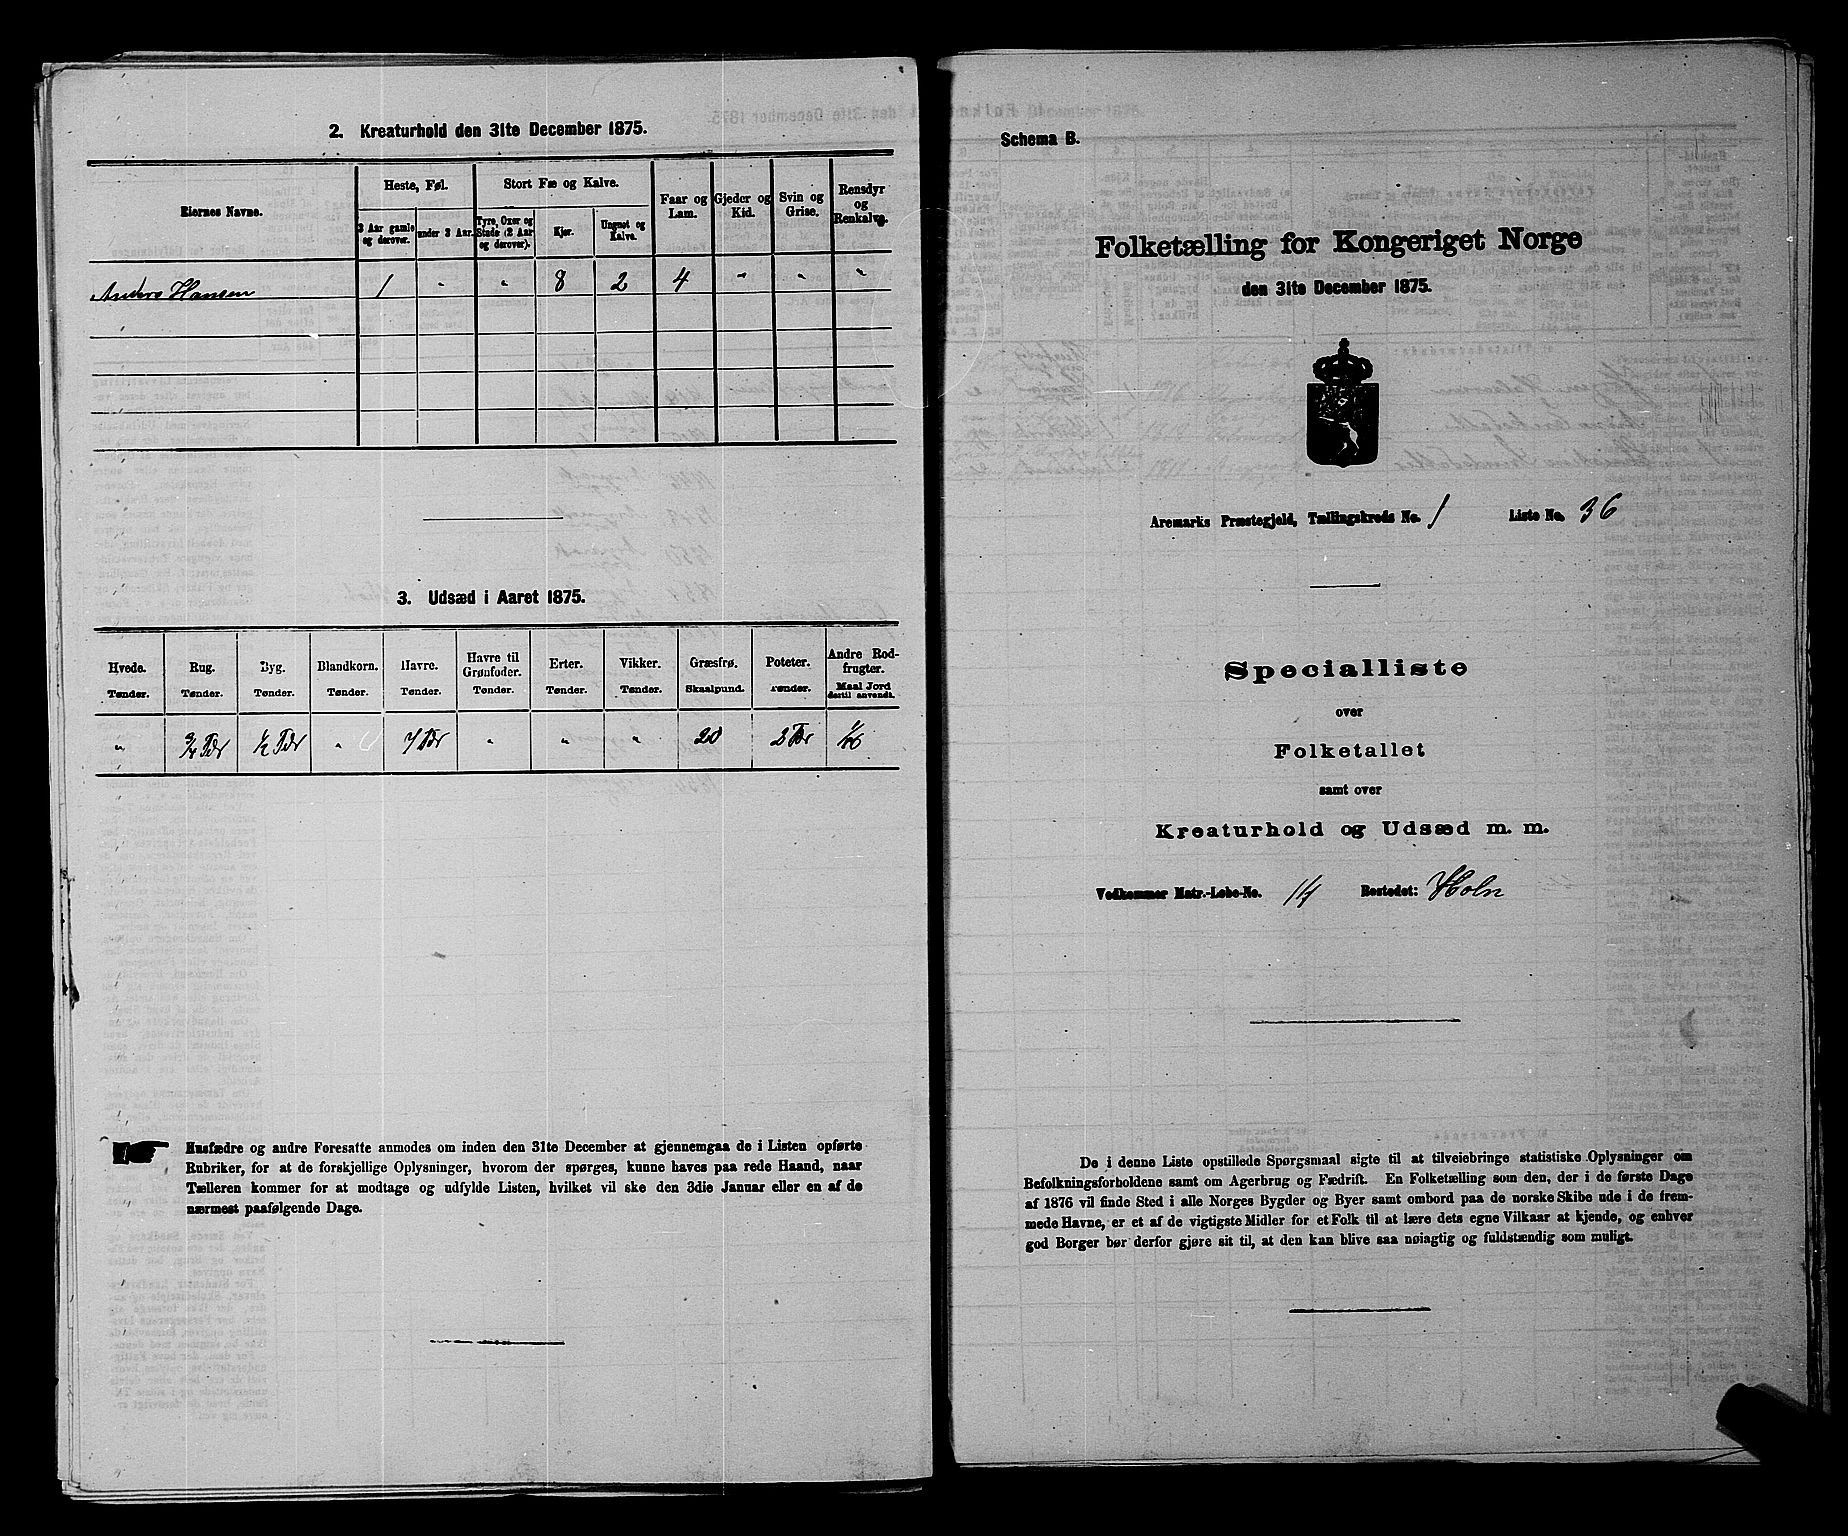 2. Kreaturhold den 31te December 1875.
Eiernes Navne.
Heste, Føl.
3 Aar gamle og derover.
under 3 Aar.
Stort Fæ og Kalve.
Tyre, Oxer og Stude (2 Aar og derover).
Kjør.
Ungnøt og Kalve.
Faar og Lam.
Gjeder og Kid.
Svin og Grise.
Rensdyr og Renkalve.
Anders Hansen 1 " " 8 2 4 " " "
3. Udsæd i Aaret 1875.
Hvede. Rug. Byg. Blandkorn. Havre. Havre til Grønfoder. Erter. Vikker. Græsfrø. Poteter. Andre Rodfrugter.
Tønder. Tønder. Tønder. Tønder. Tønder. Tønder. Tønder. Tønder. Skaalpund. Tønder. Maal Jord dertil anvendt.
" ¾ Tdr ½ Tdr " 7 Tdr " " " 20
Husfædre og andre Foresatte anmodes om inden den 31te December at gjennemgaa de i Listen opførte
Rubriker, for at de forskjellige Oplysninger, hvorom der spørges, kunne haves paa rede Haand, naar
Tælleren kommer for at modtage og udfylde Listen, hvilket vil ske den 3die Januar eller en af de
nærmest paafølgende Dage.
Schema B.
Folketælling for Kongeriget Norge
den 31te December 1875.
Aremarks Præstegjeld, Tællingskreds No. 1 Liste No. 36
Specialliste
over
Folketallet
samt over
Kreaturhold og Udsæd m. m.
Vedkommer Matr.-Løbe-No. 14 Bostedet: Holn
De i denne Liste opstillede Spørgsmaal sigte til at tilveiebringe statistiske Oplysninger om
Befolkningsforholdene samt om Agerbrug og Fædrift. En Folketælling som den, der i de første Dage
af 1876 vil finde Sted i alle Norges Bygder og Byer samt ombord paa de norske Skibe ude i de frem-
mede Havne, er et af de vigtigste Midler for et Folk til at lære dets egne Vilkaar at kjende, og enhver
god Borger bør derfor gjøre sit til, at den kan blive saa nøiagtig og fuldstændig som muligt.